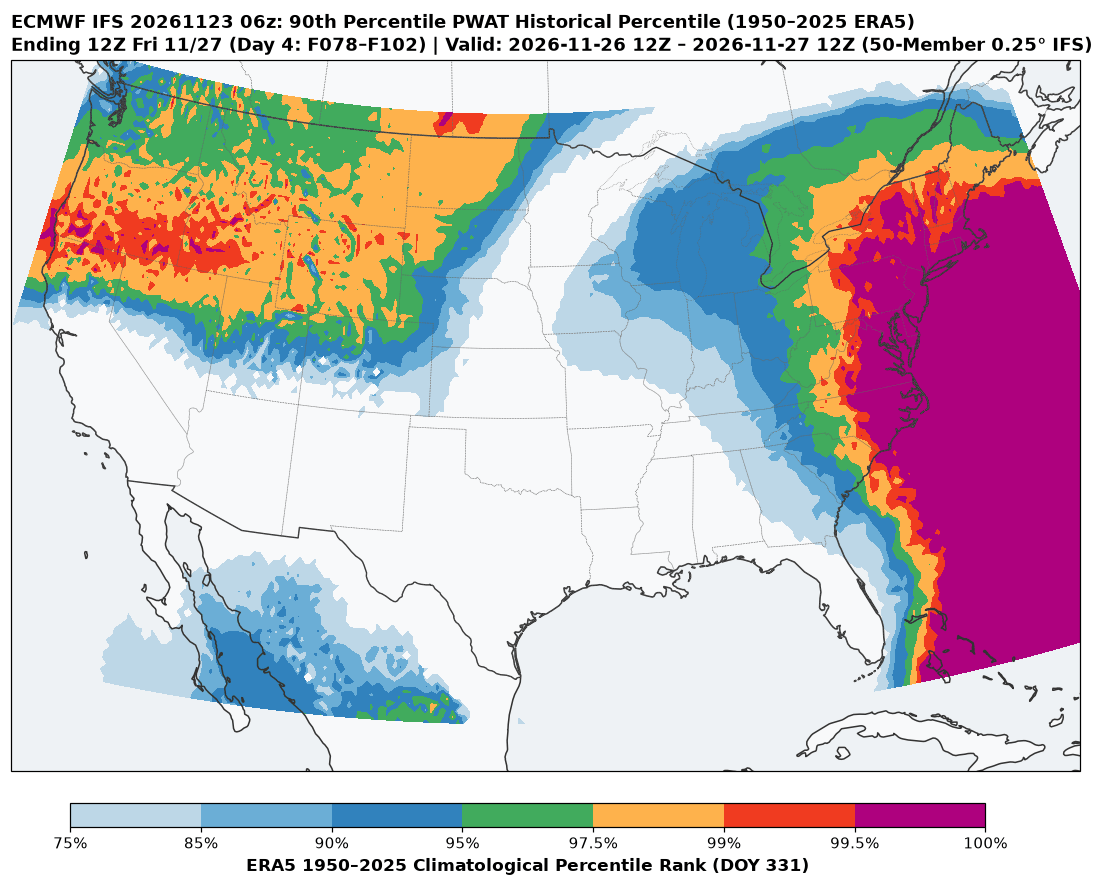 ECMWF IFS 20261123 06z: 90th Percentile PWAT Historical Percentile (1950–2025 ERA5)
Ending 12Z Fri 11/27 (Day 4: F078–F102) | Valid: 2026-11-26 12Z – 2026-11-27 12Z (50-Member 0.25° IFS)
75% 85% 90% 95% 97.5% 99% 99.5% 100%
ERA5 1950–2025 Climatological Percentile Rank (DOY 331)